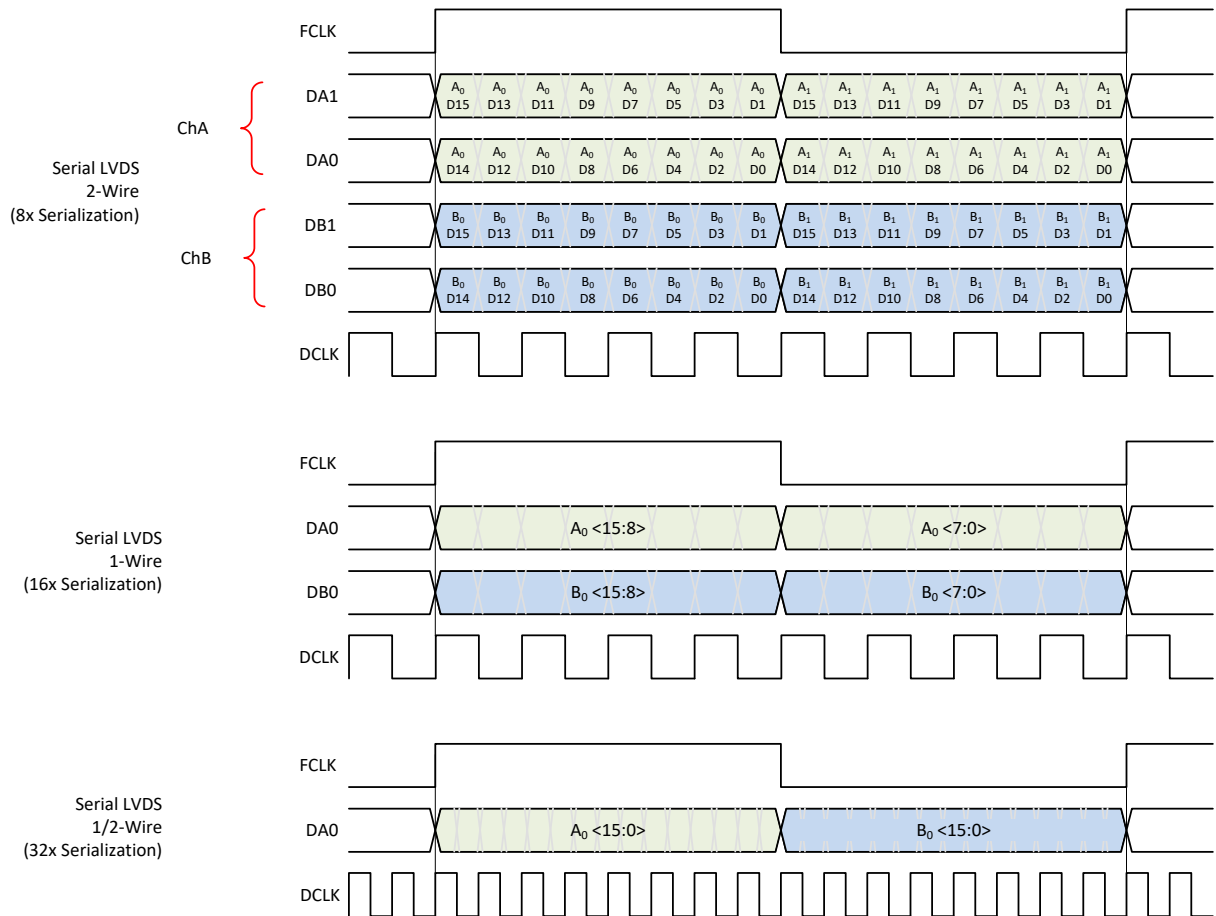 FCLK
DA1
A₀ A₀ A₀ A₀ A₀ A₀ A₀ A₀ A₁ A₁ A₁ A₁ A₁ A₁ A₁ A₁
D15 D13 D11 D9 D7 D5 D3 D1 D15 D13 D11 D9 D7 D5 D3 D1
ChA
DA0
A₀ A₀ A₀ A₀ A₀ A₀ A₀ A₀ A₁ A₁ A₁ A₁ A₁ A₁ A₁ A₁
D14 D12 D10 D8 D6 D4 D2 D0 D14 D12 D10 D8 D6 D4 D2 D0
Serial LVDS
2-Wire
(8x Serialization)
DB1
B₀ B₀ B₀ B₀ B₀ B₀ B₀ B₀ B₁ B₁ B₁ B₁ B₁ B₁ B₁ B₁
D15 D13 D11 D9 D7 D5 D3 D1 D15 D13 D11 D9 D7 D5 D3 D1
ChB
DB0
B₀ B₀ B₀ B₀ B₀ B₀ B₀ B₀ B₁ B₁ B₁ B₁ B₁ B₁ B₁ B₁
D14 D12 D10 D8 D6 D4 D2 D0 D14 D12 D10 D8 D6 D4 D2 D0
DCLK
FCLK
DA0 A₀ <15:8> A₀ <7:0>
Serial LVDS
1-Wire
(16x Serialization)
DB0 B₀ <15:8> B₀ <7:0>
DCLK
FCLK
Serial LVDS
1/2-Wire
(32x Serialization)
DA0 A₀ <15:0> B₀ <15:0>
DCLK